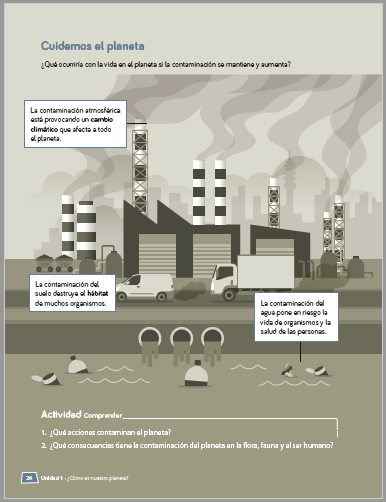 Cuidemos el planeta
¿Qué ocurriría con la vida en el planeta si la contaminación se mantiene y aumenta?
La contaminación atmosférica
está provocando un cambio
climático que afecta a todo
el planeta.
La contaminación del
suelo destruye el hábitat
de muchos organismos.
La contaminación del
agua pone en riesgo la
vida de organismos y la
salud de las personas.
Actividad Comprender
1. ¿Qué acciones contaminan el planeta?
2. ¿Qué consecuencias tiene la contaminación del planeta en la flora, fauna y el ser humano?
26 Unidad 1 • ¿Cómo es nuestro planeta?